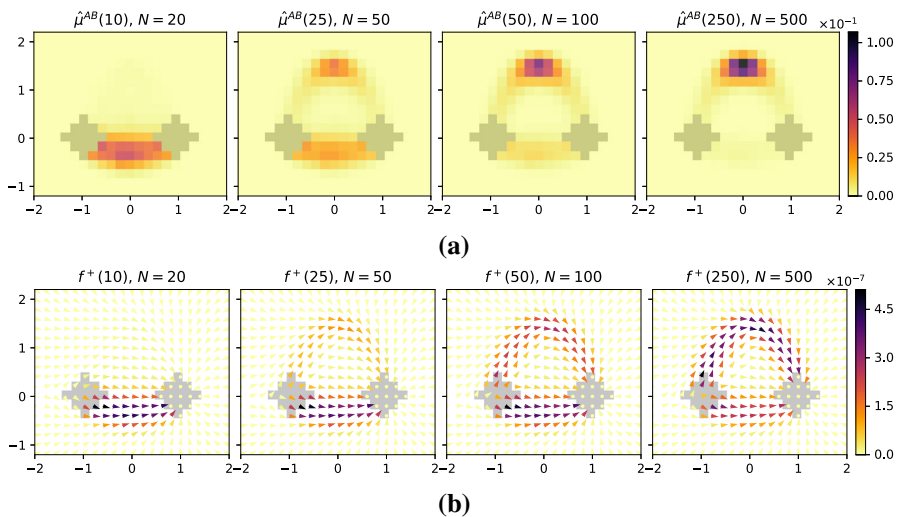 μ̂^{AB}(10), N = 20 μ̂^{AB}(25), N = 50 μ̂^{AB}(50), N = 100 μ̂^{AB}(250), N = 500 ×10⁻¹
2
1
0
−1
−2 −1 0 1 2 −2 −1 0 1 2 −2 −1 0 1 2 −2 −1 0 1 2
1.00
0.75
0.50
0.25
0.00
(a)
f⁺(10), N = 20 f⁺(25), N = 50 f⁺(50), N = 100 f⁺(250), N = 500 ×10⁻⁷
2
1
0
−1
−2 −1 0 1 2 −2 −1 0 1 2 −2 −1 0 1 2 −2 −1 0 1 2
4.5
3.0
1.5
0.0
(b)